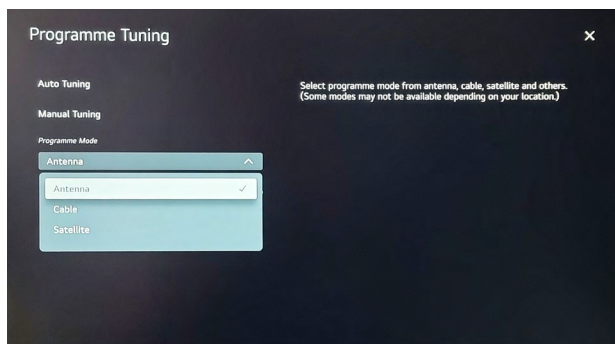 Programme Tuning
Auto Tuning
Manual Tuning
Programme Mode
Antenna
Antenna
Cable
Satellite
Select programme mode from antenna, cable, satellite and others.
(Some modes may not be available depending on your location.)